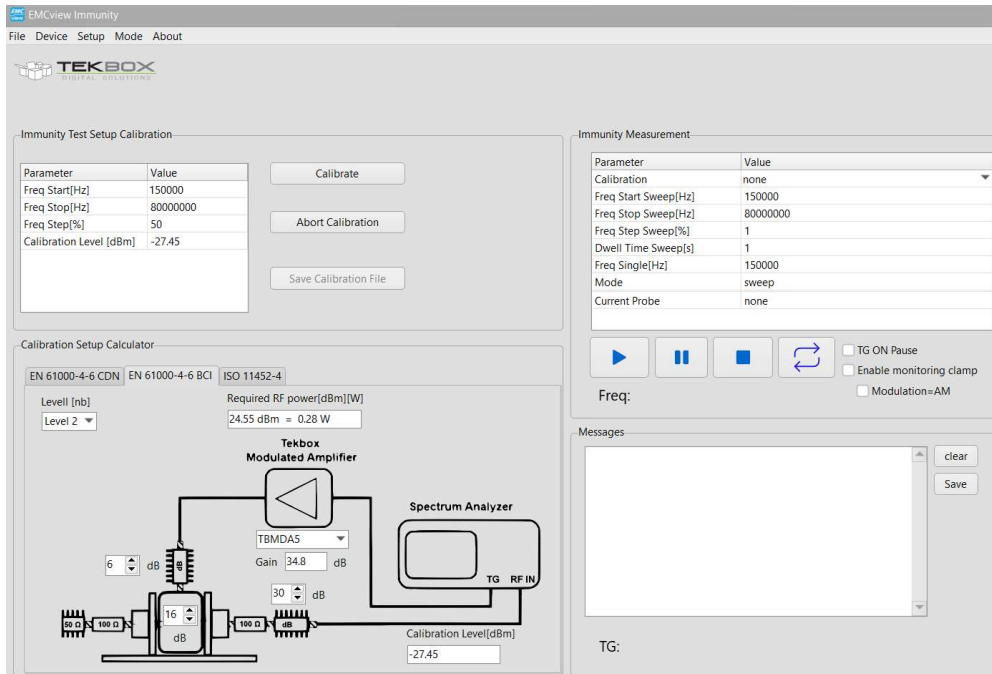 EMCview Immunity
File Device Setup Mode About
TEKBOX
DIGITAL SOLUTIONS
Immunity Test Setup Calibration
Parameter Value
Freq Start[Hz] 150000
Freq Stop[Hz] 80000000
Freq Step[%] 50
Calibration Level [dBm] -27.45
Calibrate
Abort Calibration
Save Calibration File
Calibration Setup Calculator
EN 61000-4-6 CDN EN 61000-4-6 BCI ISO 11452-4
Levell [nb]
Level 2
Required RF power[dBm][W]
24.55 dBm = 0.28 W
Tekbox
Modulated Amplifier
TBMDA5
Gain 34.8 dB
Spectrum Analyzer
TG RF IN
6 dB
dB
30 dB
16
dB
50 Ω 100 Ω
100 Ω dB
Calibration Level[dBm]
-27.45
Immunity Measurement
Parameter Value
Calibration none
Freq Start Sweep[Hz] 150000
Freq Stop Sweep[Hz] 80000000
Freq Step Sweep[%] 1
Dwell Time Sweep[s] 1
Freq Single[Hz] 150000
Mode sweep
Current Probe none
TG ON Pause
Enable monitoring clamp
Modulation=AM
Freq:
Messages
clear
Save
TG: